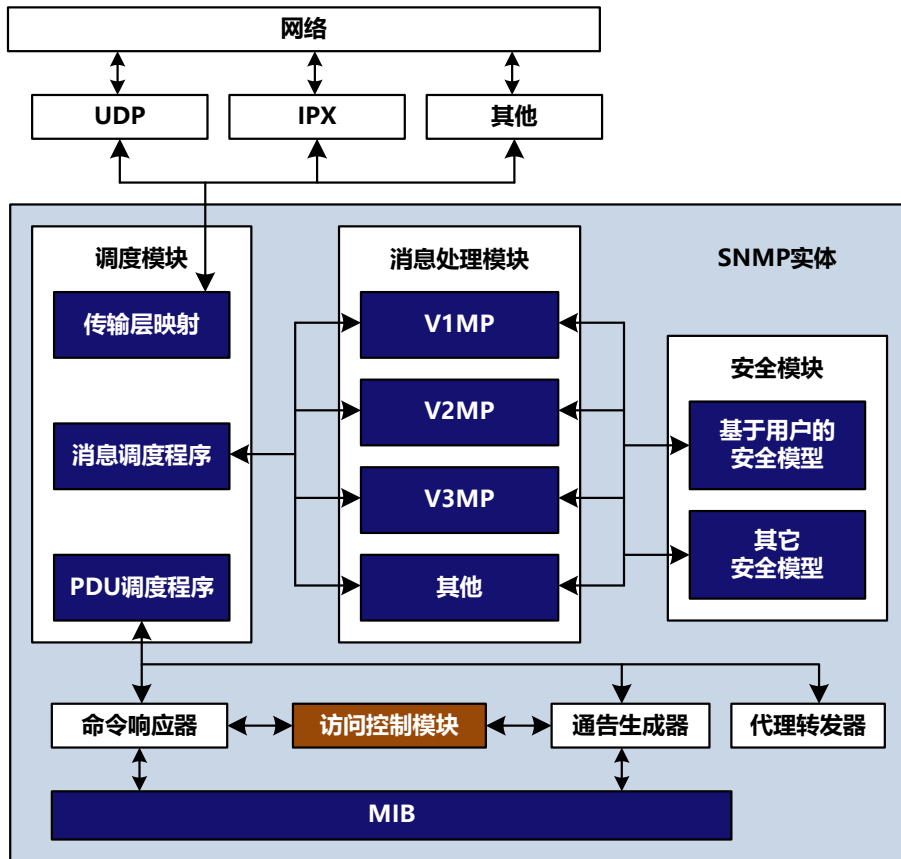 网络
UDP
IPX
其他
调度模块
消息处理模块
SNMP实体
传输层映射
V1MP
安全模块
V2MP
基于用户的
安全模型
消息调度程序
V3MP
其它
安全模型
PDU调度程序
其他
命令响应器
访问控制模块
通告生成器
代理转发器
MIB